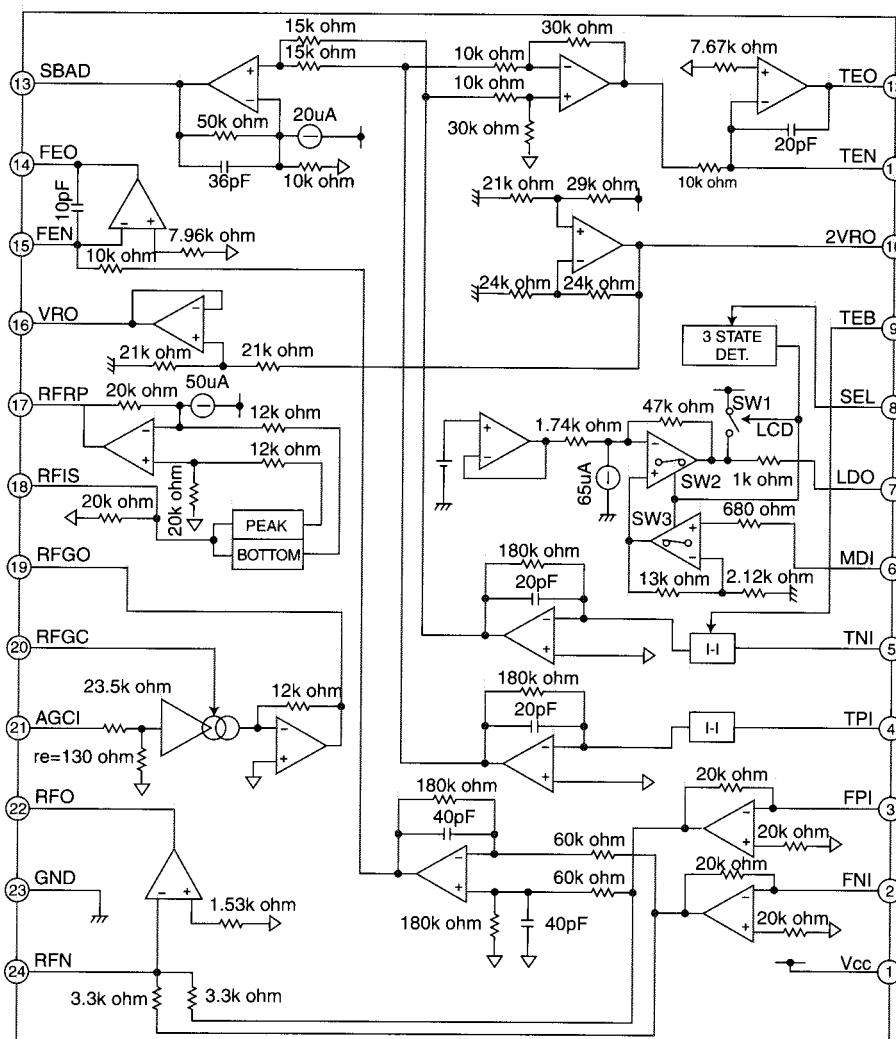 15k ohm
30k ohm
13 SBAD
15k ohm
10k ohm
7.67k ohm
TEO
10k ohm
50k ohm
20uA
14 FEO
30k ohm
20pF
TEN
36pF
10k ohm
10k ohm
10pF
15 FEN
7.96k ohm
21k ohm
29k ohm
2VRO
10k ohm
24k ohm
24k ohm
16 VRO
TEB 9
21k ohm
21k ohm
3 STATE
DET.
17 RFRP
20k ohm
50uA
12k ohm
SEL 8
47k ohm
SW1
1.74k ohm
LCD
12k ohm
SW2
65uA
1k ohm
LDO 7
18 RFIS
20k ohm
20k ohm
PEAK
BOTTOM
SW3
680 ohm
MDI 6
19 RFGO
180k ohm
20pF
13k ohm
2.12k ohm
20 RFGC
I-I
TNI 5
23.5k ohm
12k ohm
180k ohm
20pF
21 AGCI
I-I
TPI 4
re=130 ohm
180k ohm
20k ohm
22 RFO
40pF
FPI 3
60k ohm
20k ohm
20k ohm
23 GND
60k ohm
FNI 2
1.53k ohm
180k ohm
40pF
20k ohm
24 RFN
Vcc 1
3.3k ohm
3.3k ohm